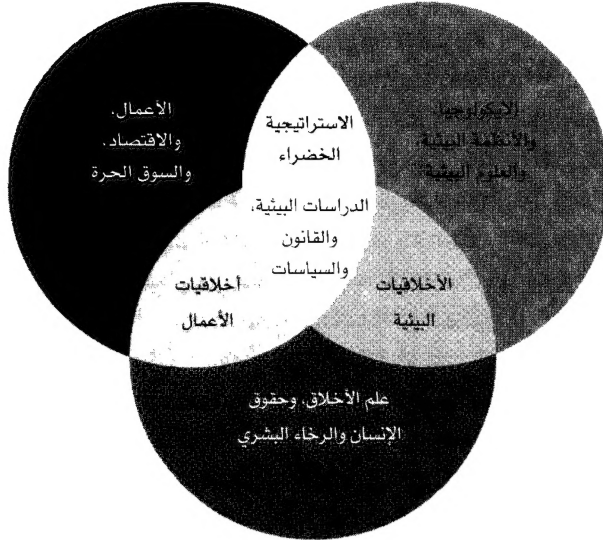 الأعمال،
والاقتصاد،
والسوق الحرة
الاستراتيجية
الخضراء
الايكولوجيا،
والأنظمة البيئية،
والعلوم البيئية
الدراسات البيئية،
والقانون
والسياسات
أخلاقيات
الأعمال
الأخلاقيات
البيئية
علم الأخلاق، وحقوق
الإنسان والرخاء البشري